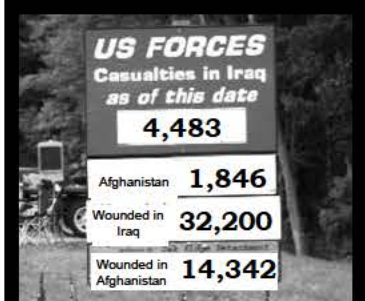 US FORCES
Casualties in Iraq
as of this date
4,483
Afghanistan 1,846
Wounded in
Iraq 32,200
Wounded in
Afghanistan 14,342